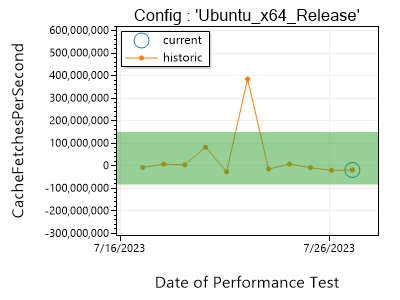 Config : 'Ubuntu_x64_Release'
current
historic
CacheFetchesPerSecond
600,000,000
500,000,000
400,000,000
300,000,000
200,000,000
100,000,000
0
-100,000,000
-200,000,000
-300,000,000
7/16/2023
7/26/2023
Date of Performance Test